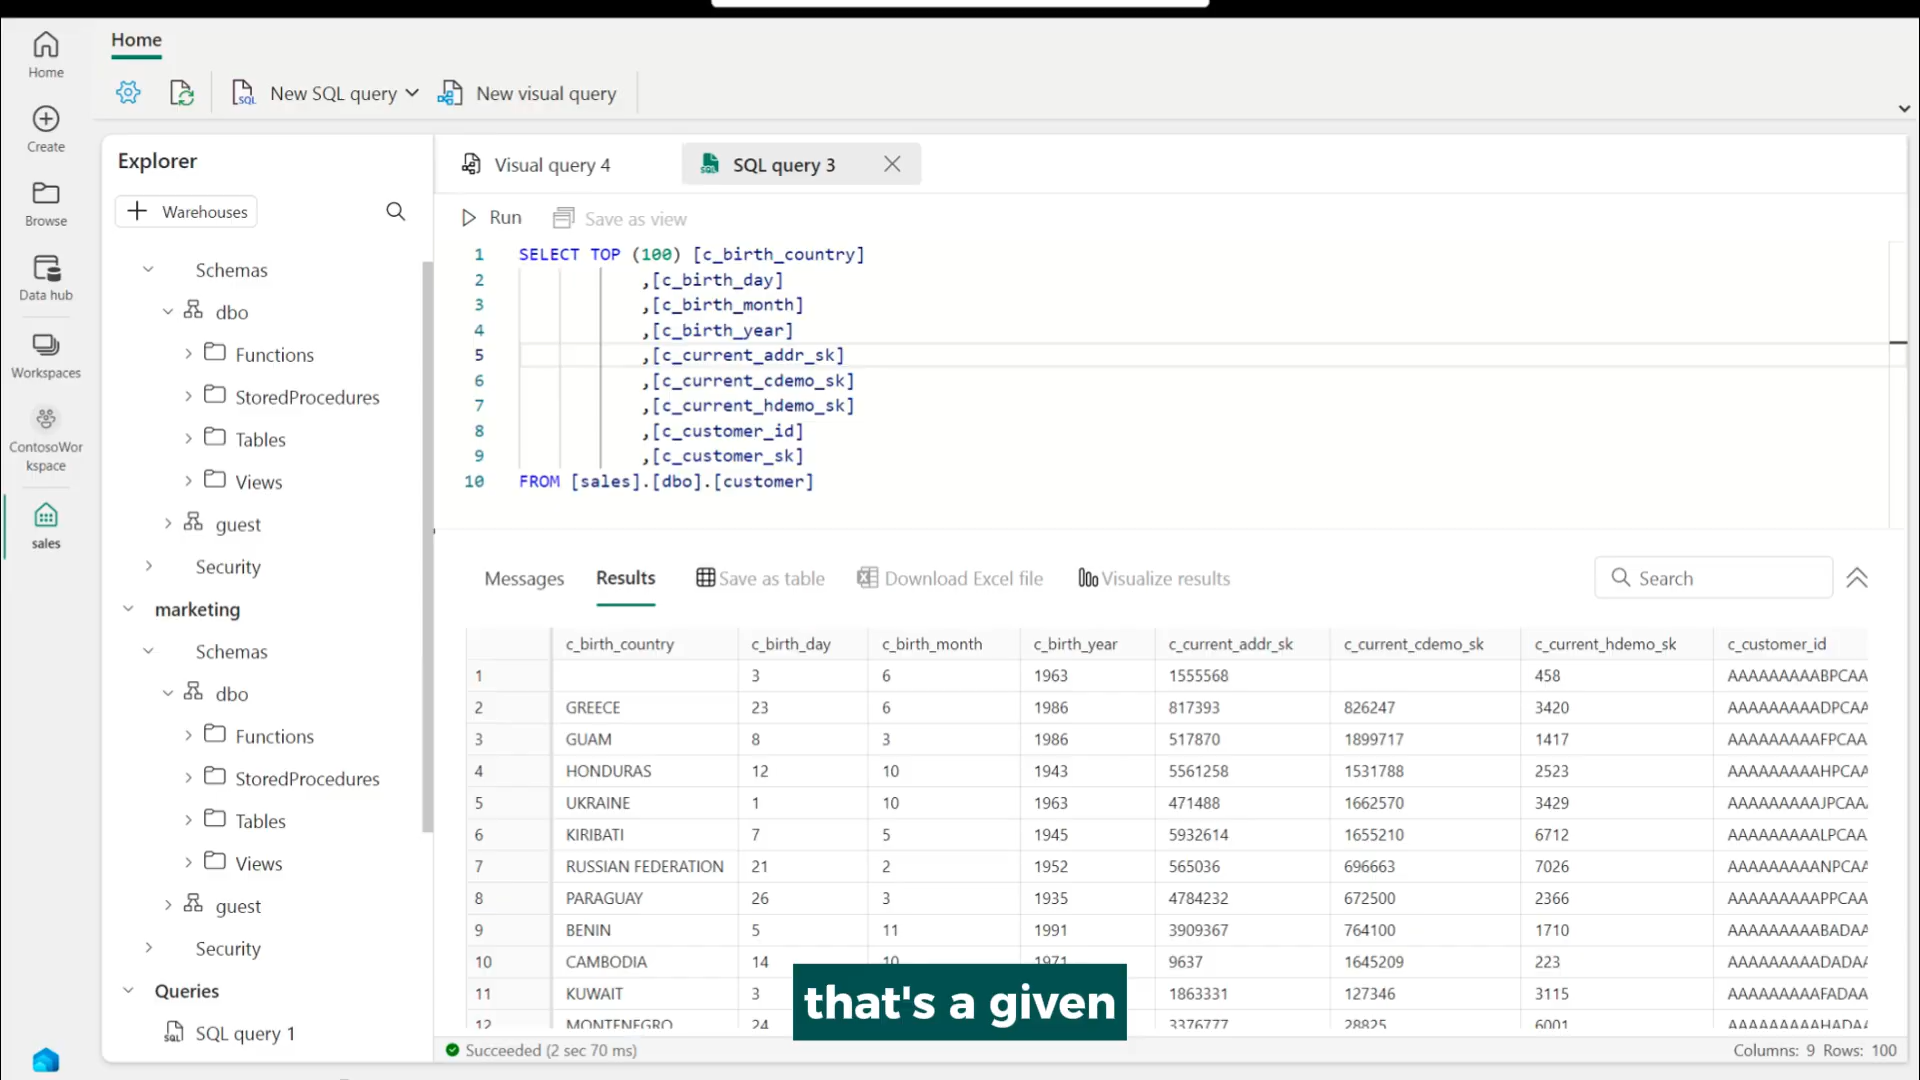 Home
Create
Browse
Data hub
Workspaces
ContosoWor
kspace
sales
Home
New SQL query
New visual query
Explorer
Warehouses
Schemas
dbo
Functions
StoredProcedures
Tables
Views
guest
Security
marketing
Schemas
dbo
Functions
StoredProcedures
Tables
Views
guest
Security
Queries
SQL query 1
Visual query 4
SQL query 3
Run
Save as view
1 SELECT TOP (100) [c_birth_country]
2 ,[c_birth_day]
3 ,[c_birth_month]
4 ,[c_birth_year]
5 ,[c_current_addr_sk]
6 ,[c_current_cdemo_sk]
7 ,[c_current_hdemo_sk]
8 ,[c_customer_id]
9 ,[c_customer_sk]
10 FROM [sales].[dbo].[customer]
Messages Results Save as table Download Excel file Visualize results Search
c_birth_country c_birth_day c_birth_month c_birth_year c_current_addr_sk c_current_cdemo_sk c_current_hdemo_sk c_customer_id
1 3 6 1963 1555568 458 AAAAAAAAABPCAA
2 GREECE 23 6 1986 817393 826247 3420 AAAAAAAAADPCAA
3 GUAM 8 3 1986 517870 1899717 1417 AAAAAAAAAFPCAA
4 HONDURAS 12 10 1943 5561258 1531788 2523 AAAAAAAAAHPCAA
5 UKRAINE 1 10 1963 471488 1662570 3429 AAAAAAAAAJPCAA
6 KIRIBATI 7 5 1945 5932614 1655210 6712 AAAAAAAAALPCAA
7 RUSSIAN FEDERATION 21 2 1952 565036 696663 7026 AAAAAAAAANPCAA
8 PARAGUAY 26 3 1935 4784232 672500 2366 AAAAAAAAAPPCAA
9 BENIN 5 11 1991 3909367 764100 1710 AAAAAAAAABADAA
10 CAMBODIA 14 10 1971 9637 1645209 223 AAAAAAAAADADAA
11 KUWAIT 3 1863331 127346 3115 AAAAAAAAAFADAA
12 MONTENEGRO 24 3376777 28825 6001 AAAAAAAAAHADAA
that's a given
Succeeded (2 sec 70 ms)
Columns: 9 Rows: 100